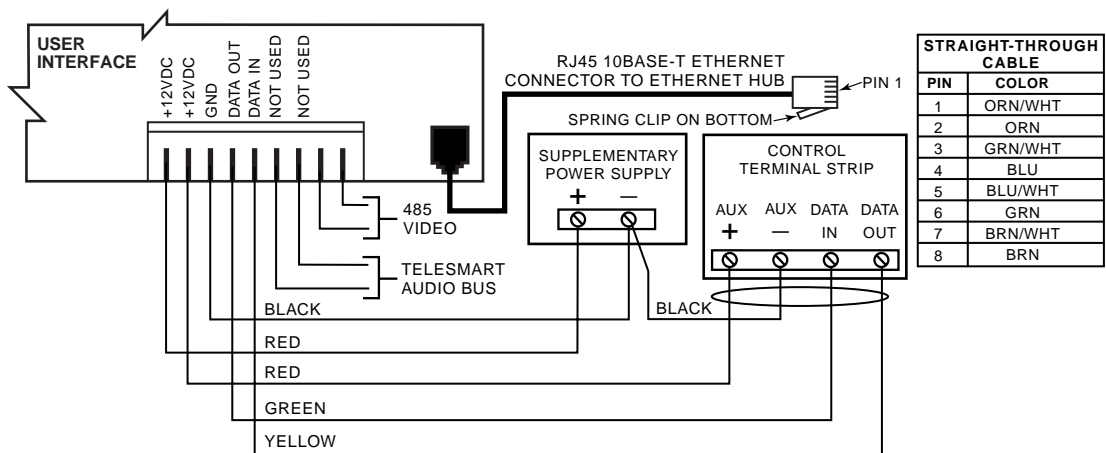 USER
INTERFACE
+12VDC
+12VDC
GND
DATA OUT
DATA IN
NOT USED
NOT USED
RJ45 10BASE-T ETHERNET
CONNECTOR TO ETHERNET HUB
PIN 1
SPRING CLIP ON BOTTOM
SUPPLEMENTARY
POWER SUPPLY
+ −
CONTROL
TERMINAL STRIP
AUX AUX DATA DATA
+ − IN OUT
485
VIDEO
TELESMART
AUDIO BUS
BLACK
BLACK
RED
RED
GREEN
YELLOW
STRAIGHT-THROUGH
CABLE
PIN COLOR
1 ORN/WHT
2 ORN
3 GRN/WHT
4 BLU
5 BLU/WHT
6 GRN
7 BRN/WHT
8 BRN